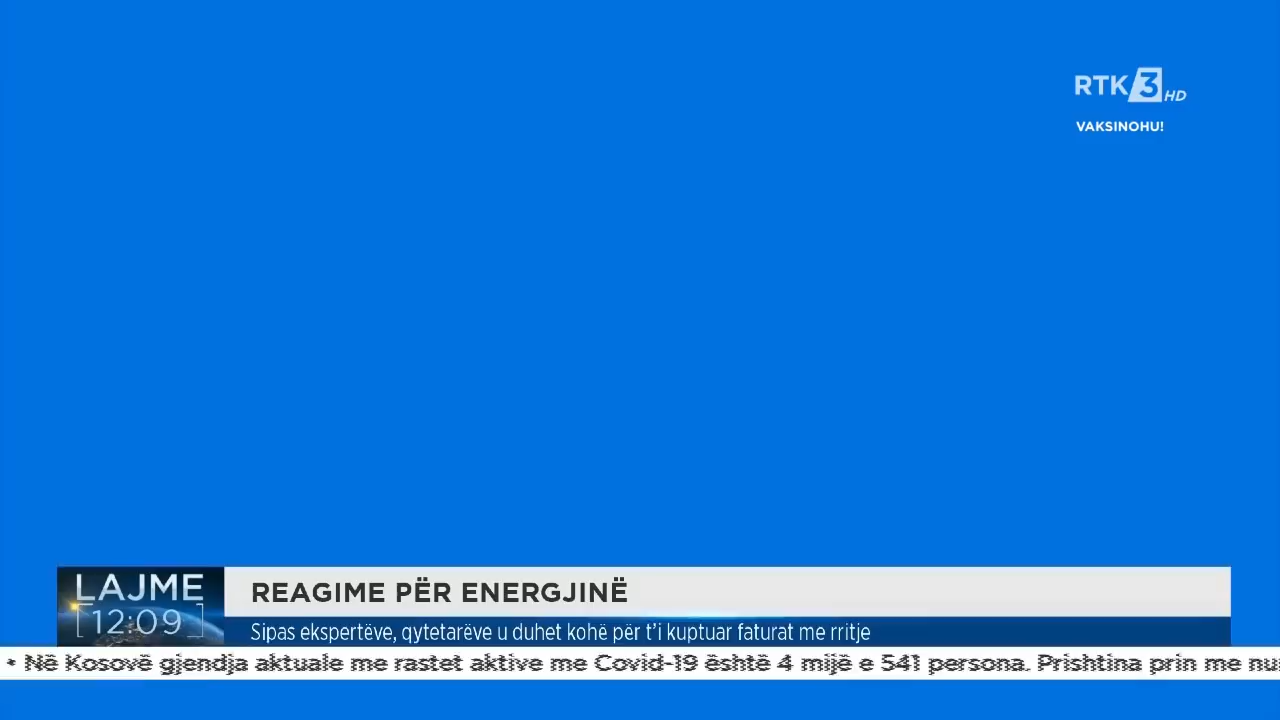 RTK 3 HD
VAKSINOHU!
LAJME
12:09
REAGIME PËR ENERGJINË
Sipas ekspertëve, qytetarëve u duhet kohë për t'i kuptuar faturat me rritje
* Në Kosovë gjendja aktuale me rastet aktive me Covid-19 është 4 mijë e 541 persona. Prishtina prin me